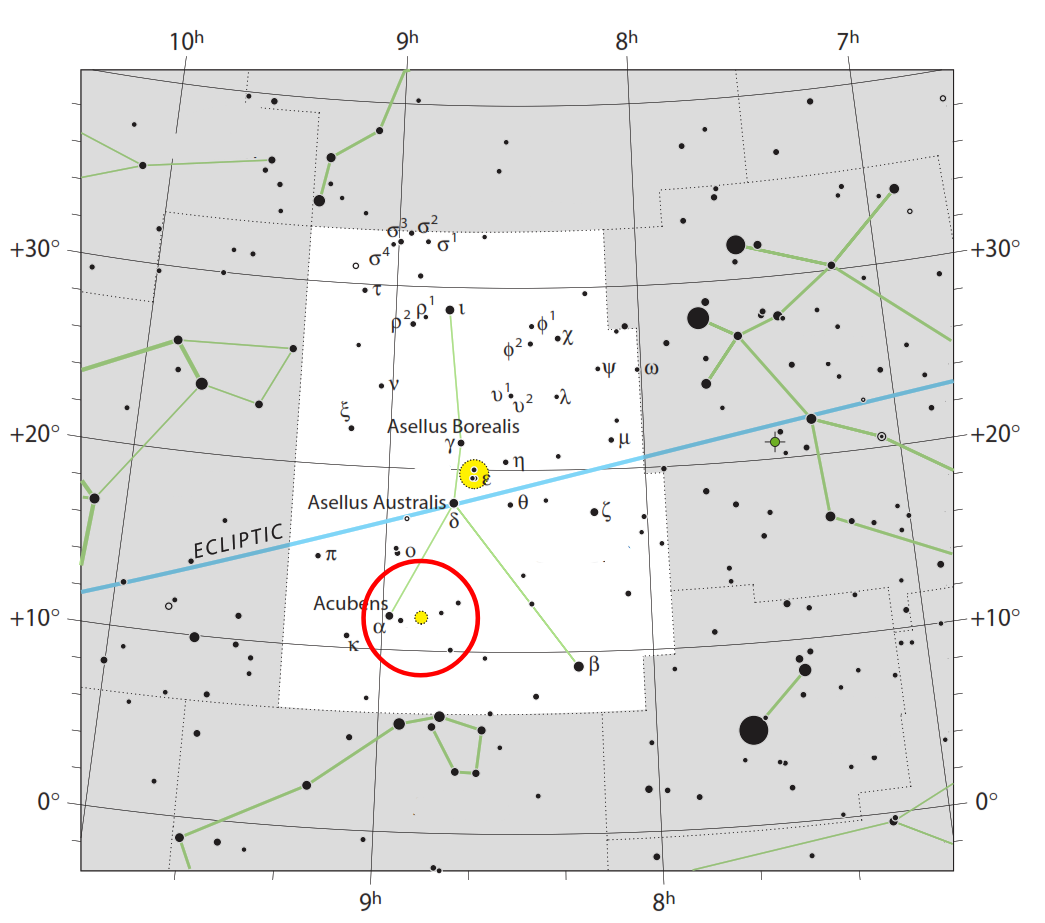 10h 9h 8h 7h
σ3 σ2
σ4 σ1
+30° +30°
τ
ρ2 ρ1 ι
ϕ1 χ
ϕ2
ψ ω
ν
υ1 υ2 λ
ξ
Asellus Borealis
+20° γ μ +20°
η
ε
Asellus Australis θ ζ
δ
ECLIPTIC
π ο
Acubens
+10° α +10°
κ
β
0° 0°
9h 8h